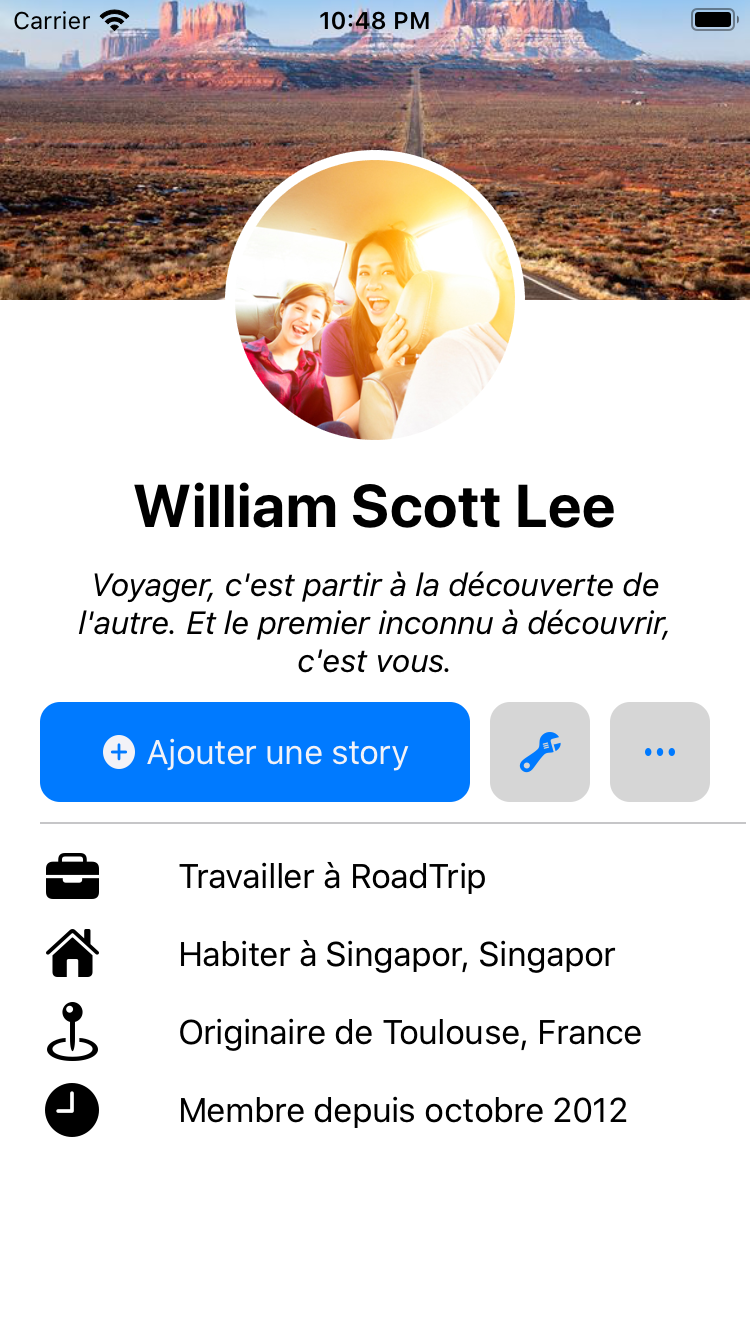 Carrier 10:48 PM
William Scott Lee
Voyager, c'est partir à la découverte de
l'autre. Et le premier inconnu à découvrir,
c'est vous.
Ajouter une story
Travailler à RoadTrip
Habiter à Singapor, Singapor
Originaire de Toulouse, France
Membre depuis octobre 2012